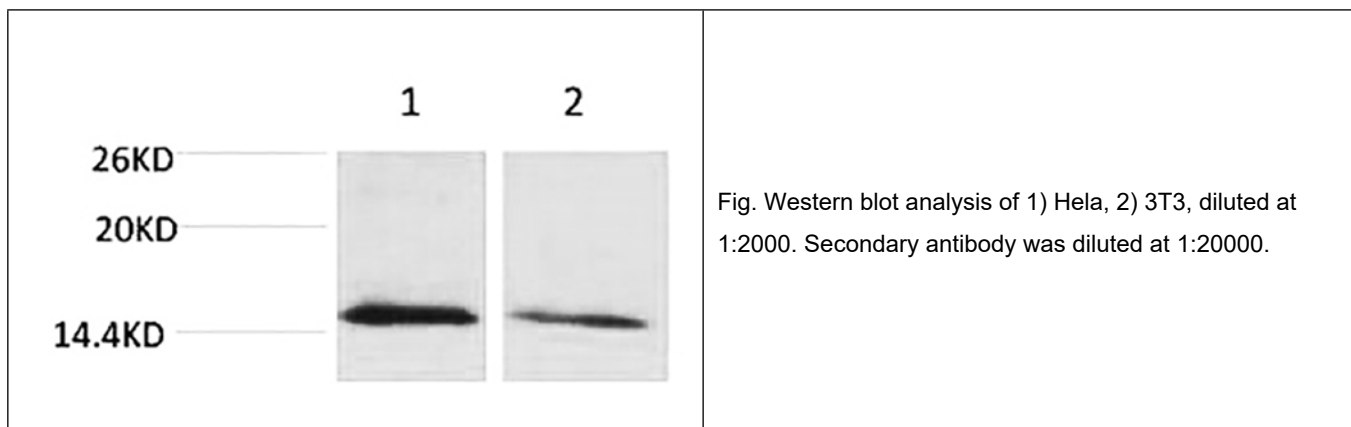 1 2
26KD
20KD
14.4KD
Fig. Western blot analysis of 1) Hela, 2) 3T3, diluted at
1:2000. Secondary antibody was diluted at 1:20000.